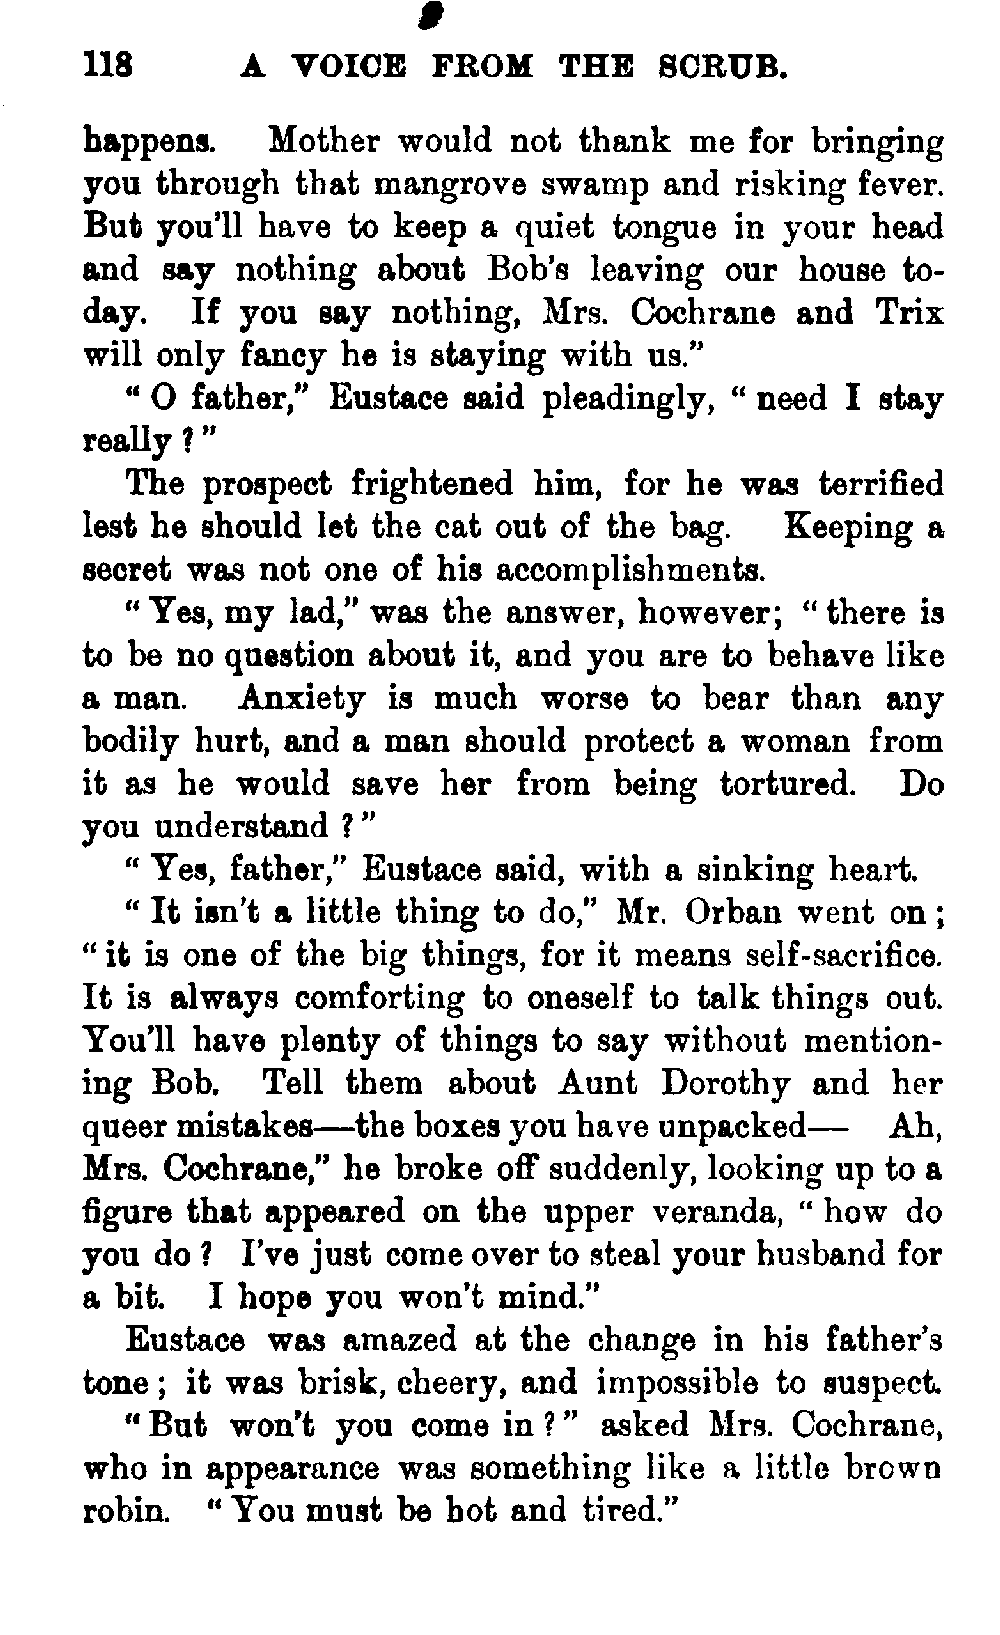 118 A VOICE FROM THE SCRUB.
happens. Mother would not thank me for bringing
you through that mangrove swamp and risking fever.
But you'll have to keep a quiet tongue in your head
and say nothing about Bob's leaving our house to-
day. If you say nothing, Mrs. Cochrane and Trix
will only fancy he is staying with us."
"O father," Eustace said pleadingly, "need I stay
really?"
The prospect frightened him, for he was terrified
lest he should let the cat out of the bag. Keeping a
secret was not one of his accomplishments.
"Yes, my lad," was the answer, however; "there is
to be no question about it, and you are to behave like
a man. Anxiety is much worse to bear than any
bodily hurt, and a man should protect a woman from
it as he would save her from being tortured. Do
you understand?"
"Yes, father," Eustace said, with a sinking heart.
"It isn't a little thing to do," Mr. Orban went on;
"it is one of the big things, for it means self-sacrifice.
It is always comforting to oneself to talk things out.
You'll have plenty of things to say without mention-
ing Bob. Tell them about Aunt Dorothy and her
queer mistakes—the boxes you have unpacked— Ah,
Mrs. Cochrane," he broke off suddenly, looking up to a
figure that appeared on the upper veranda, "how do
you do? I've just come over to steal your husband for
a bit. I hope you won't mind."
Eustace was amazed at the change in his father's
tone; it was brisk, cheery, and impossible to suspect.
"But won't you come in?" asked Mrs. Cochrane,
who in appearance was something like a little brown
robin. "You must be hot and tired."